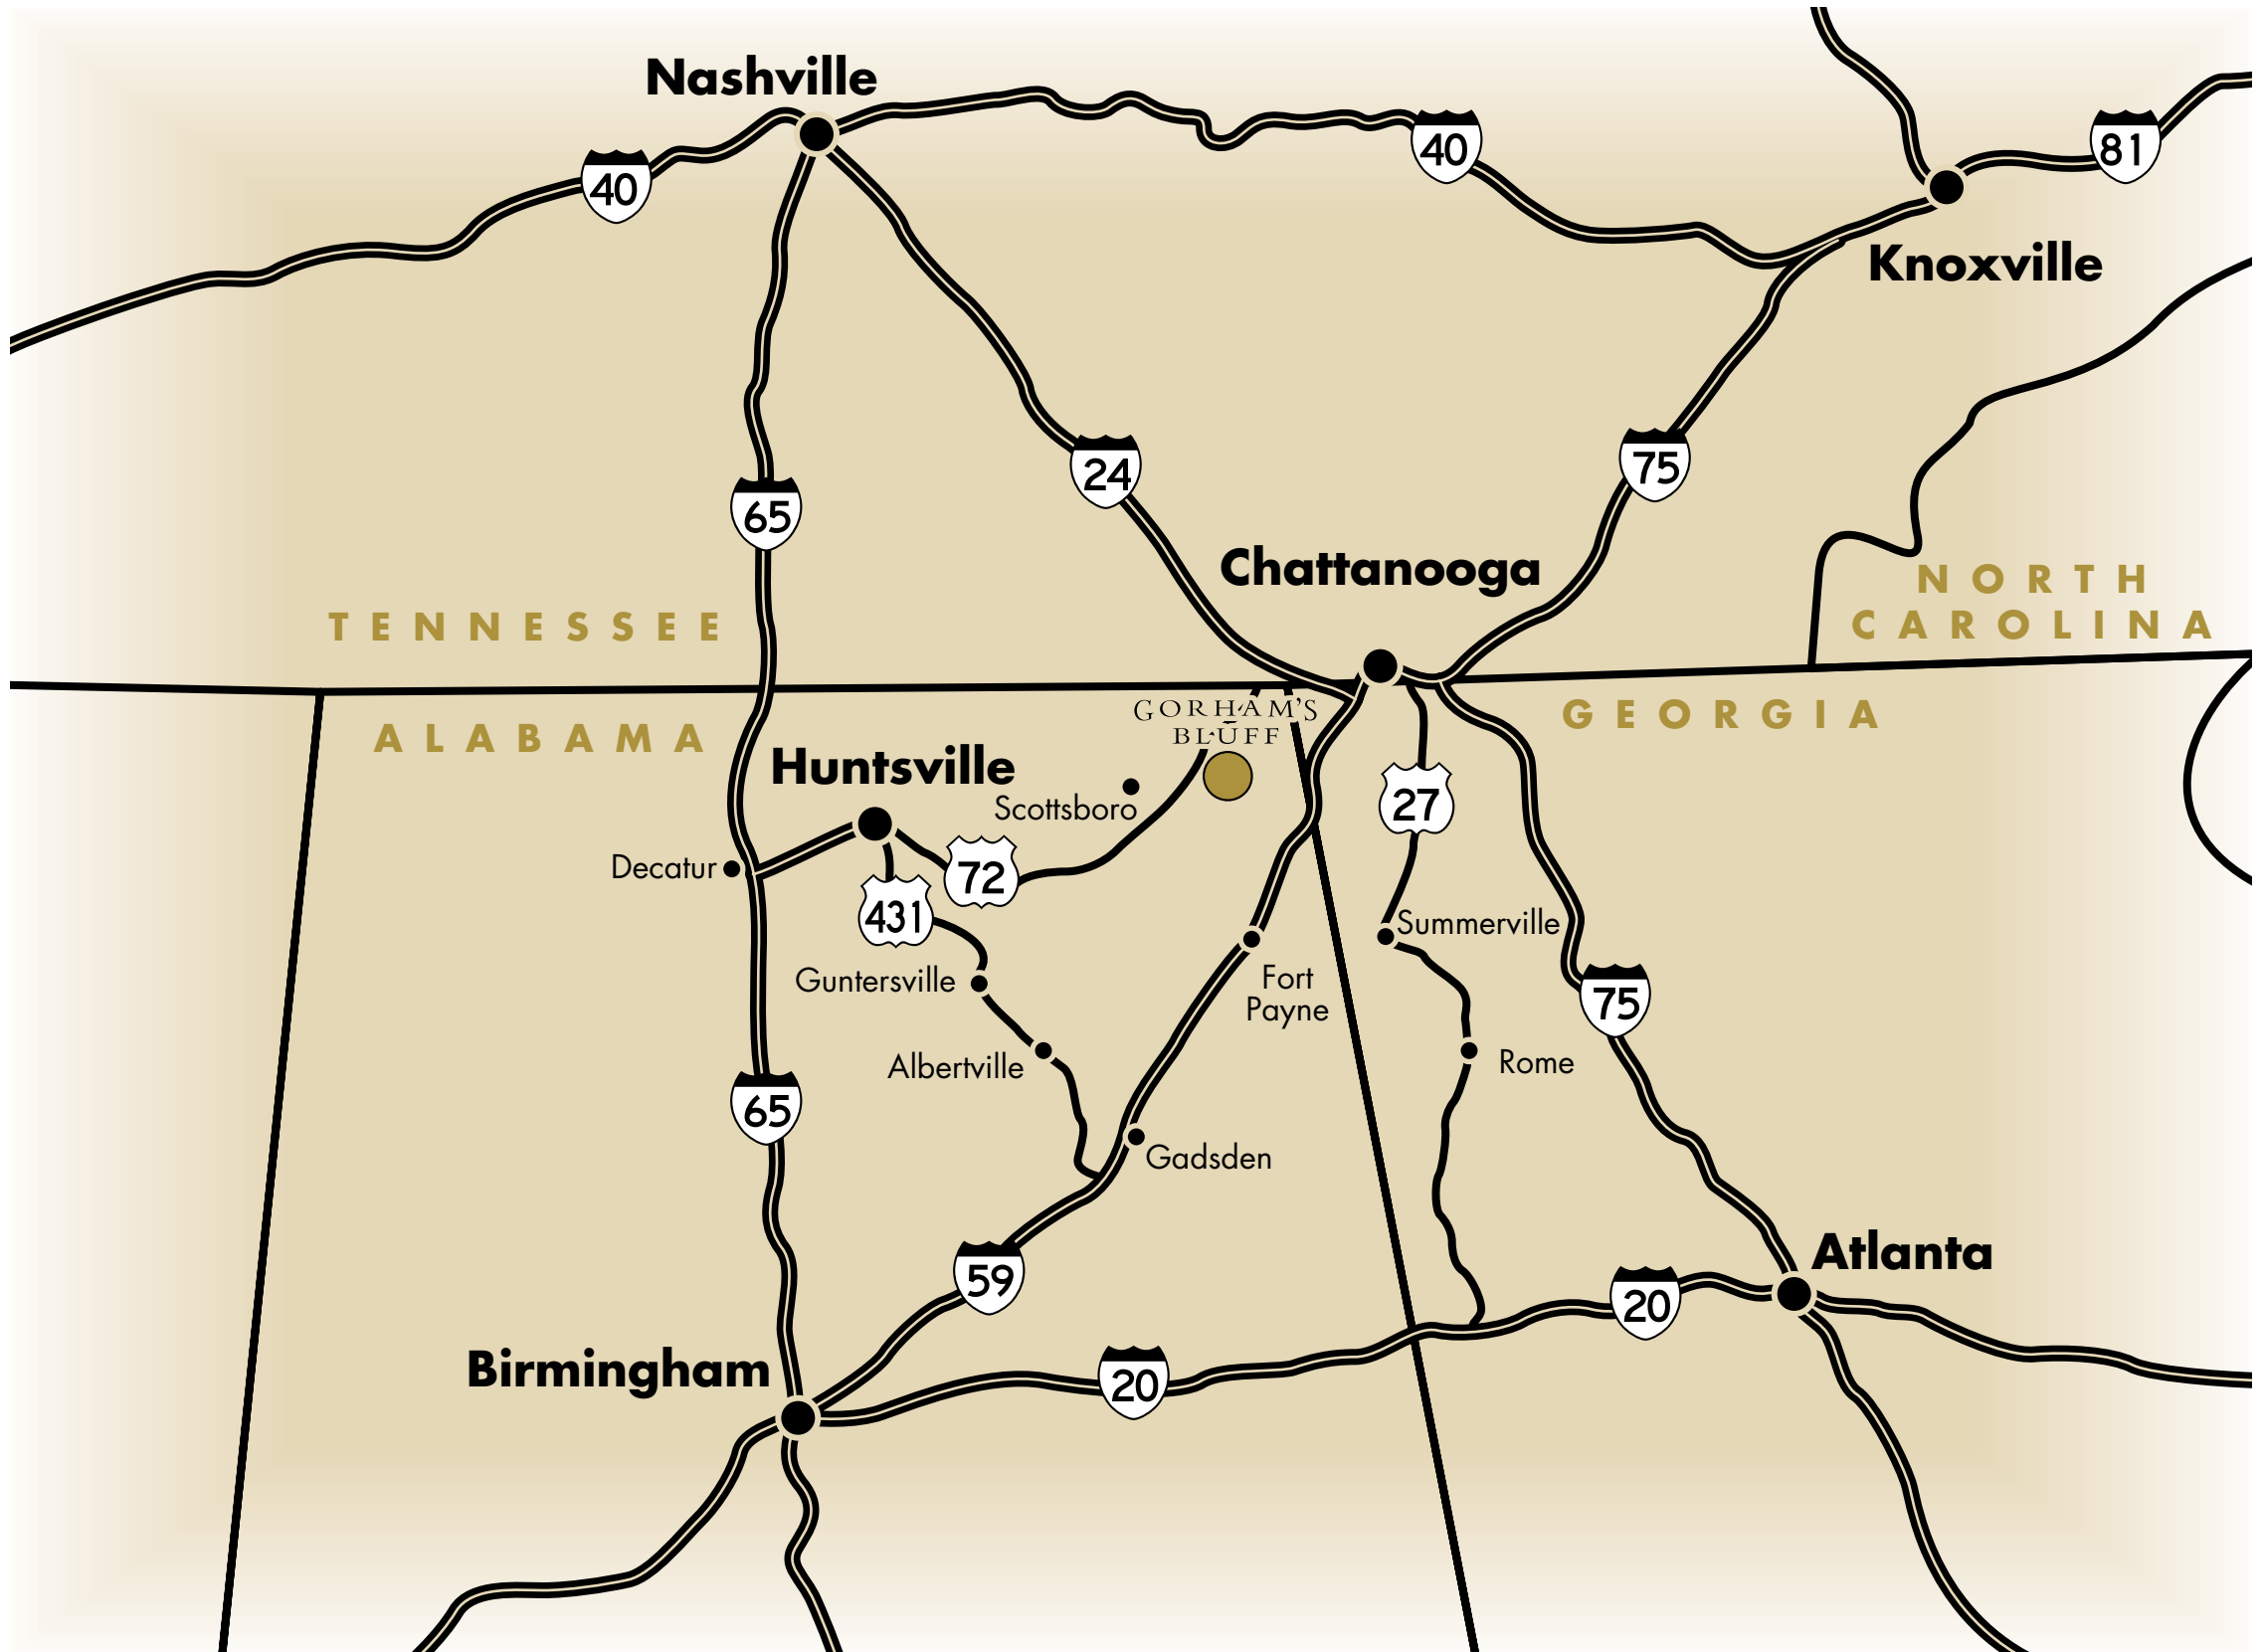 Nashville
40
40
81
Knoxville
65
24
75
Chattanooga
NORTH
CAROLINA
TENNESSEE
GORHAM'S
BLUFF
GEORGIA
ALABAMA
Huntsville
Scottsboro
27
Decatur
72
431
Summerville
Guntersville
Fort
Payne
75
Albertville
Rome
65
Gadsden
Atlanta
59
20
Birmingham
20